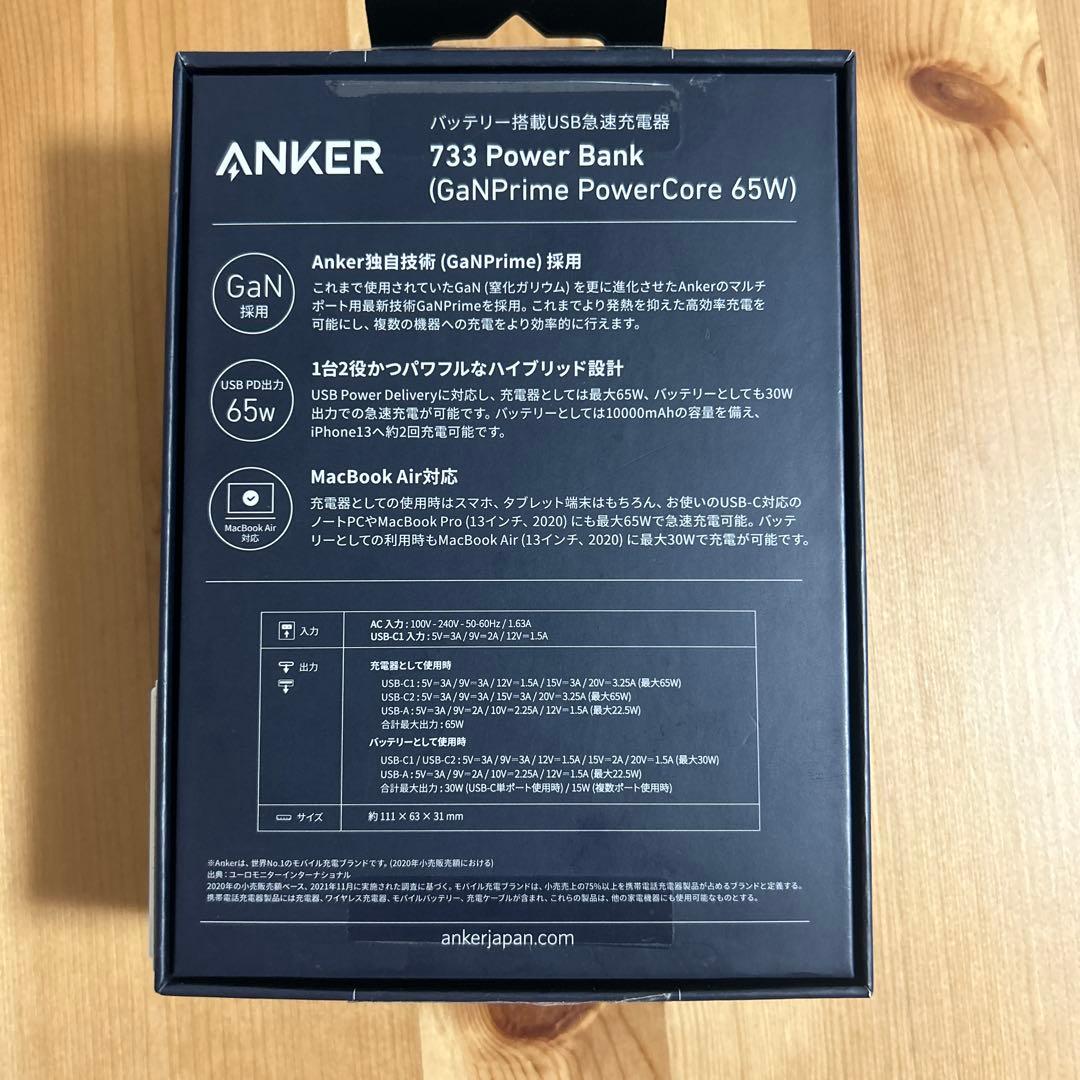 ANKER
バッテリー搭載USB急速充電器
733 Power Bank
(GaNPrime PowerCore 65W)
GaN
採用
Anker独自技術 (GaNPrime) 採用
これまで使用されていたGaN (窒化ガリウム) を更に進化させたAnkerのマルチ
ポート用最新技術GaNPrimeを採用。これまでより発熱を抑えた高効率充電を
可能にし、複数の機器への充電をより効率的に行えます。
USB PD出力
65w
1台2役かつパワフルなハイブリッド設計
USB Power Deliveryに対応し、充電器としては最大65W、バッテリーとしても30W
出力での急速充電が可能です。バッテリーとしては10000mAhの容量を備え、
iPhone13へ約2回充電可能です。
MacBook Air
対応
MacBook Air対応
充電器としての使用時はスマホ、タブレット端末はもちろん、お使いのUSB-C対応の
ノートPCやMacBook Pro (13インチ、2020) にも最大65Wで急速充電可能。バッテ
リーとしての利用時もMacBook Air (13インチ、2020) に最大30Wで充電が可能です。
入力
AC 入力 : 100V - 240V - 50-60Hz / 1.63A
USB-C1 入力 : 5V⎓3A / 9V⎓2A / 12V⎓1.5A
出力
充電器として使用時
USB-C1 : 5V⎓3A / 9V⎓3A / 12V⎓1.5A / 15V⎓3A / 20V⎓3.25A (最大65W)
USB-C2 : 5V⎓3A / 9V⎓3A / 15V⎓3A / 20V⎓3.25A (最大65W)
USB-A : 5V⎓3A / 9V⎓2A / 10V⎓2.25A / 12V⎓1.5A (最大22.5W)
合計最大出力 : 65W
バッテリーとして使用時
USB-C1 / USB-C2 : 5V⎓3A / 9V⎓3A / 12V⎓1.5A / 15V⎓2A / 20V⎓1.5A (最大30W)
USB-A : 5V⎓3A / 9V⎓2A / 10V⎓2.25A / 12V⎓1.5A (最大22.5W)
合計最大出力 : 30W (USB-C単ポート使用時) / 15W (複数ポート使用時)
サイズ
約 111 × 63 × 31 mm
※Ankerは、世界No.1のモバイル充電ブランドです。(2020年小売販売額における)
出典 : ユーロモニターインターナショナル
2020年の小売販売額ベース、2021年11月に実施された調査に基づく。モバイル充電ブランドは、小売売上の75%以上を携帯電話充電器製品が占めるブランドと定義する。
携帯電話充電器製品には充電器、ワイヤレス充電器、モバイルバッテリー、充電ケーブルが含まれ、これらの製品は、他の家電機器にも使用可能なものとする。
ankerjapan.com